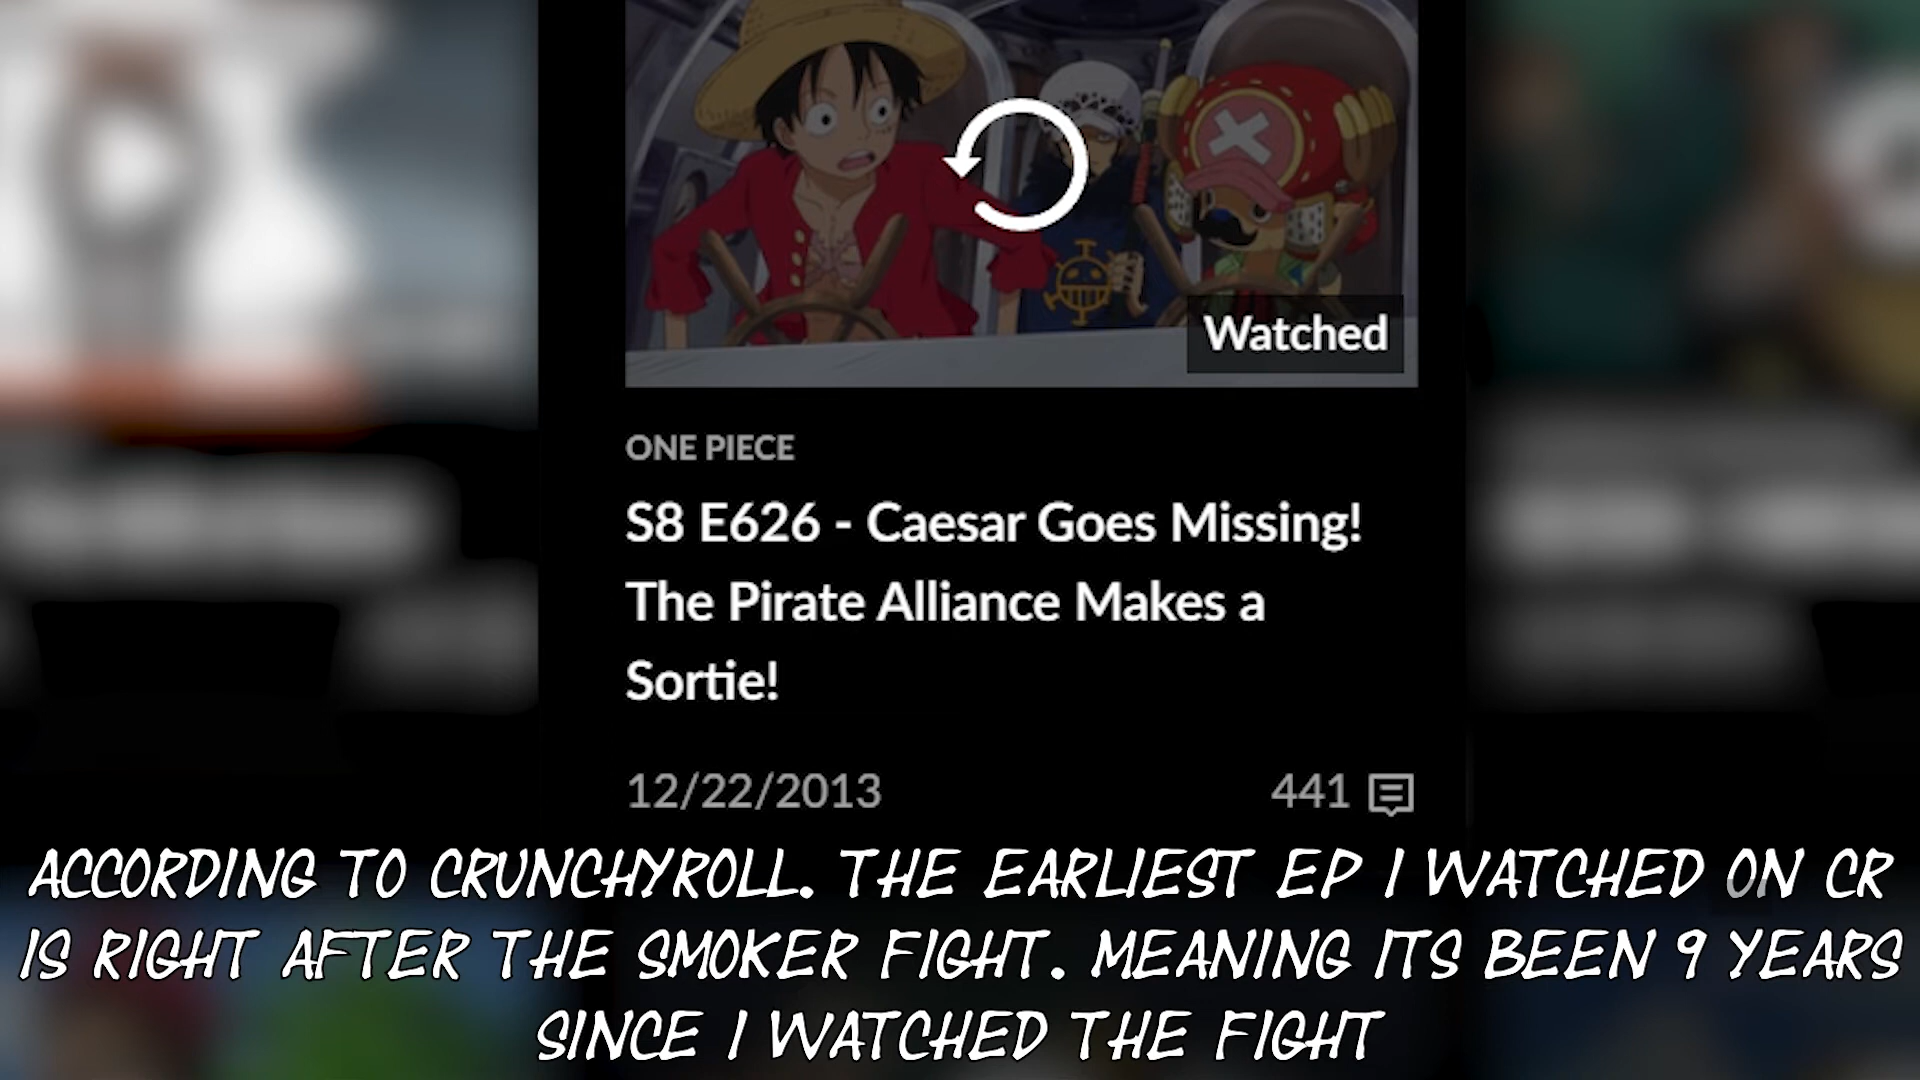 Watched
ONE PIECE
S8 E626 - Caesar Goes Missing!
The Pirate Alliance Makes a
Sortie!
12/22/2013 441
ACCORDING TO CRUNCHYROLL. THE EARLIEST EP I WATCHED ON CR
IS RIGHT AFTER THE SMOKER FIGHT. MEANING ITS BEEN 9 YEARS
SINCE I WATCHED THE FIGHT